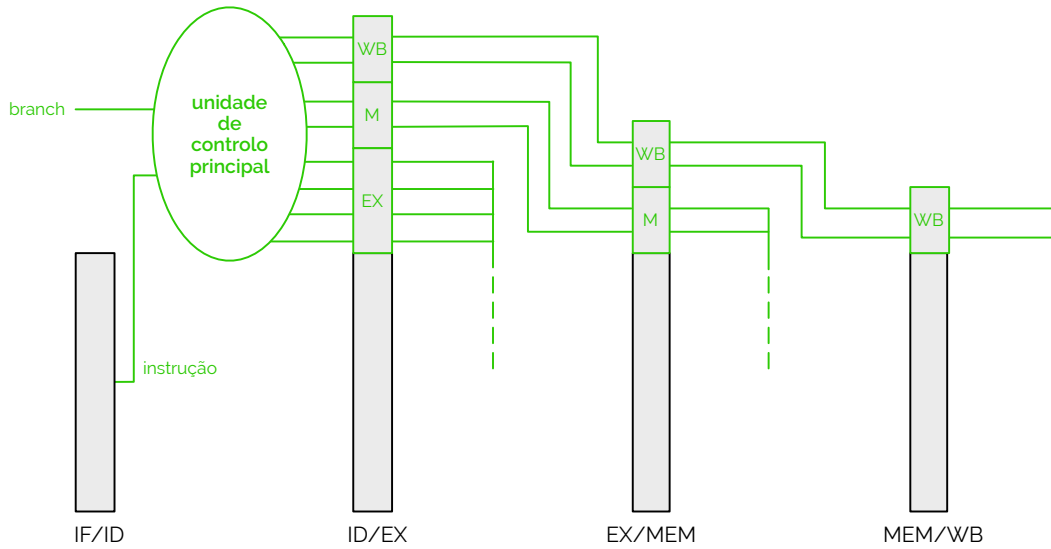 WB
branch
unidade
de
controlo
principal
M
EX
WB
M
WB
instrução
IF/ID
ID/EX
EX/MEM
MEM/WB